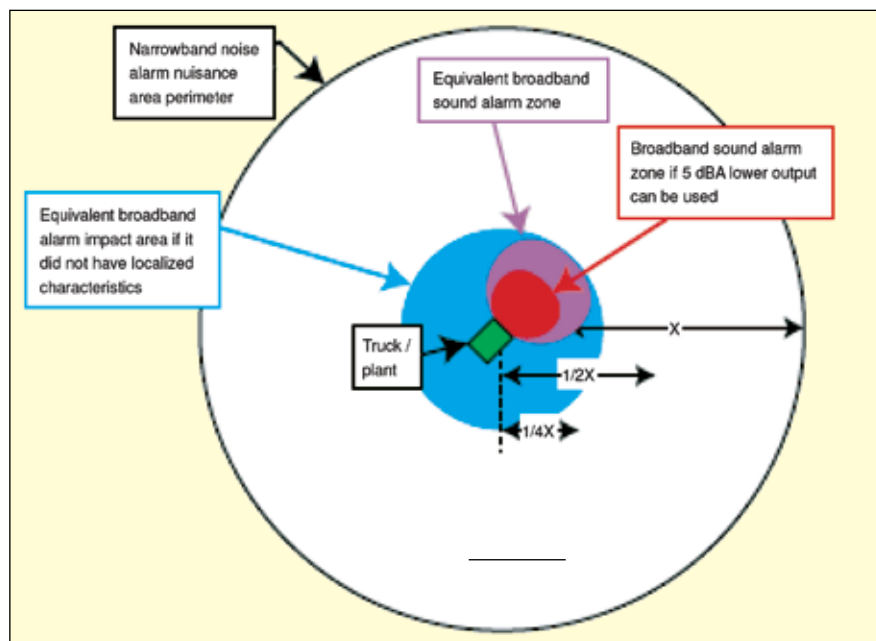 Narrowband noise
alarm nuisance
area perimeter
Equivalent broadband
sound alarm zone
Broadband sound alarm
zone if 5 dBA lower output
can be used
Equivalent broadband
alarm impact area if it
did not have localized
characteristics
Truck /
plant
X
1/2X
1/4X